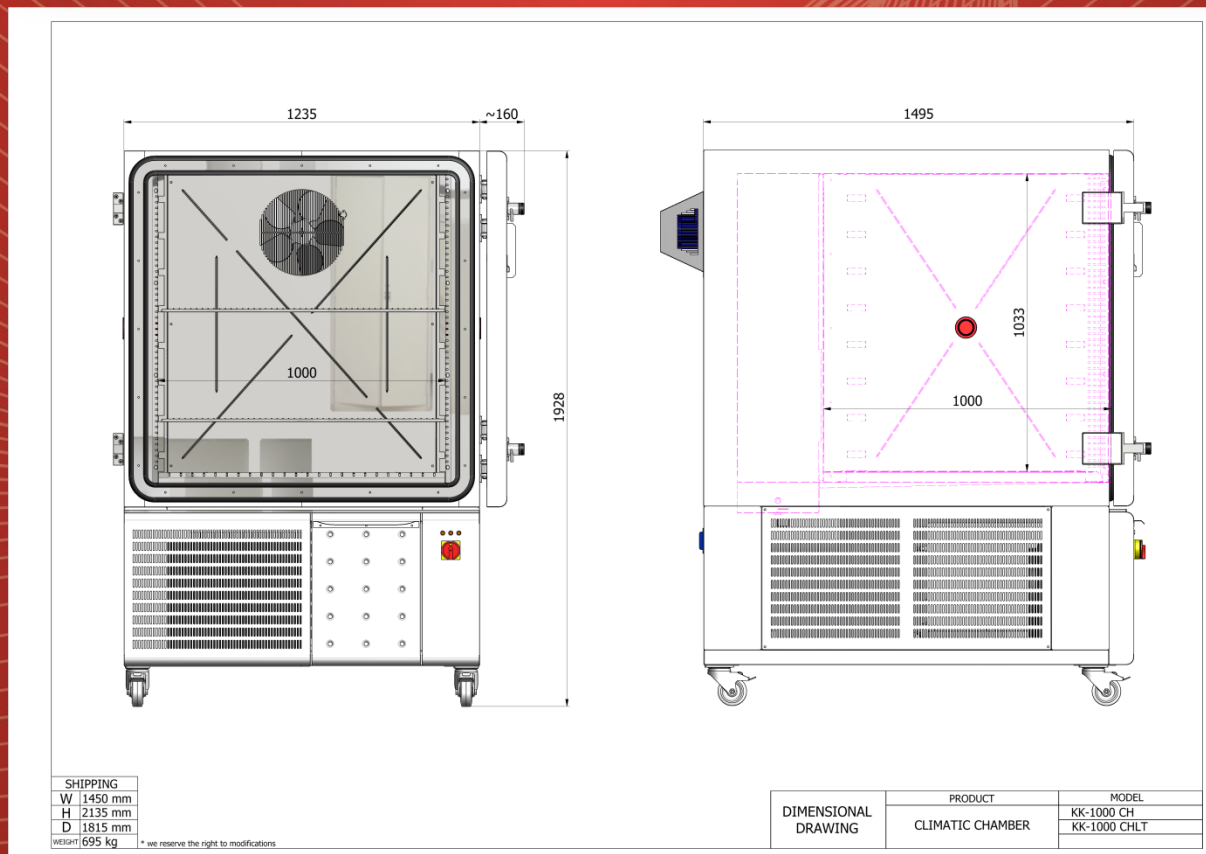 1235
~160
1495
1000
1928
1033
1000
SHIPPING
W 1450 mm
H 2135 mm
D 1815 mm
WEIGHT 695 kg
* we reserve the right to modifications
DIMENSIONAL
DRAWING
PRODUCT
CLIMATIC CHAMBER
MODEL
KK-1000 CH
KK-1000 CHLT